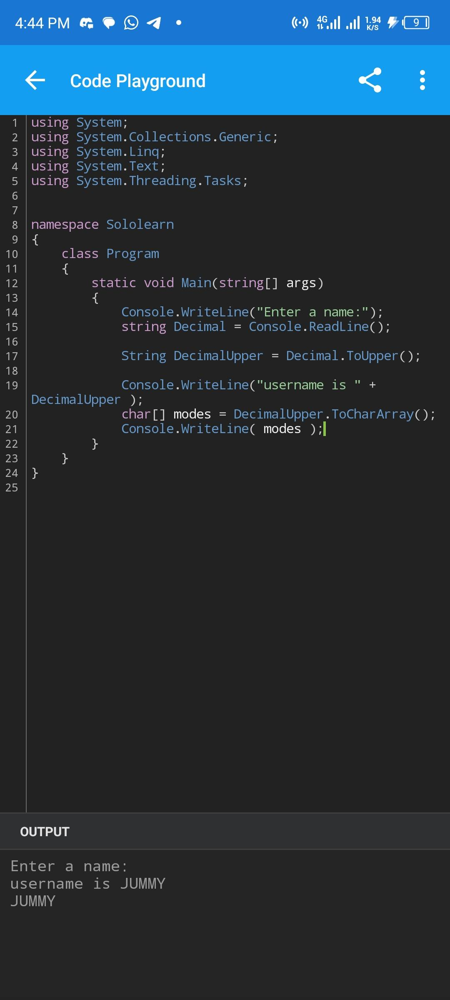 4:44 PM 4G 1.94 K/S 9
Code Playground
1 using System;
2 using System.Collections.Generic;
3 using System.Linq;
4 using System.Text;
5 using System.Threading.Tasks;
6
7
8 namespace Sololearn
9 {
10 class Program
11 {
12 static void Main(string[] args)
13 {
14 Console.WriteLine("Enter a name:");
15 string Decimal = Console.ReadLine();
16
17 String DecimalUpper = Decimal.ToUpper();
18
19 Console.WriteLine("username is " +
DecimalUpper );
20 char[] modes = DecimalUpper.ToCharArray();
21 Console.WriteLine( modes );
22 }
23 }
24 }
25
OUTPUT
Enter a name:
username is JUMMY
JUMMY